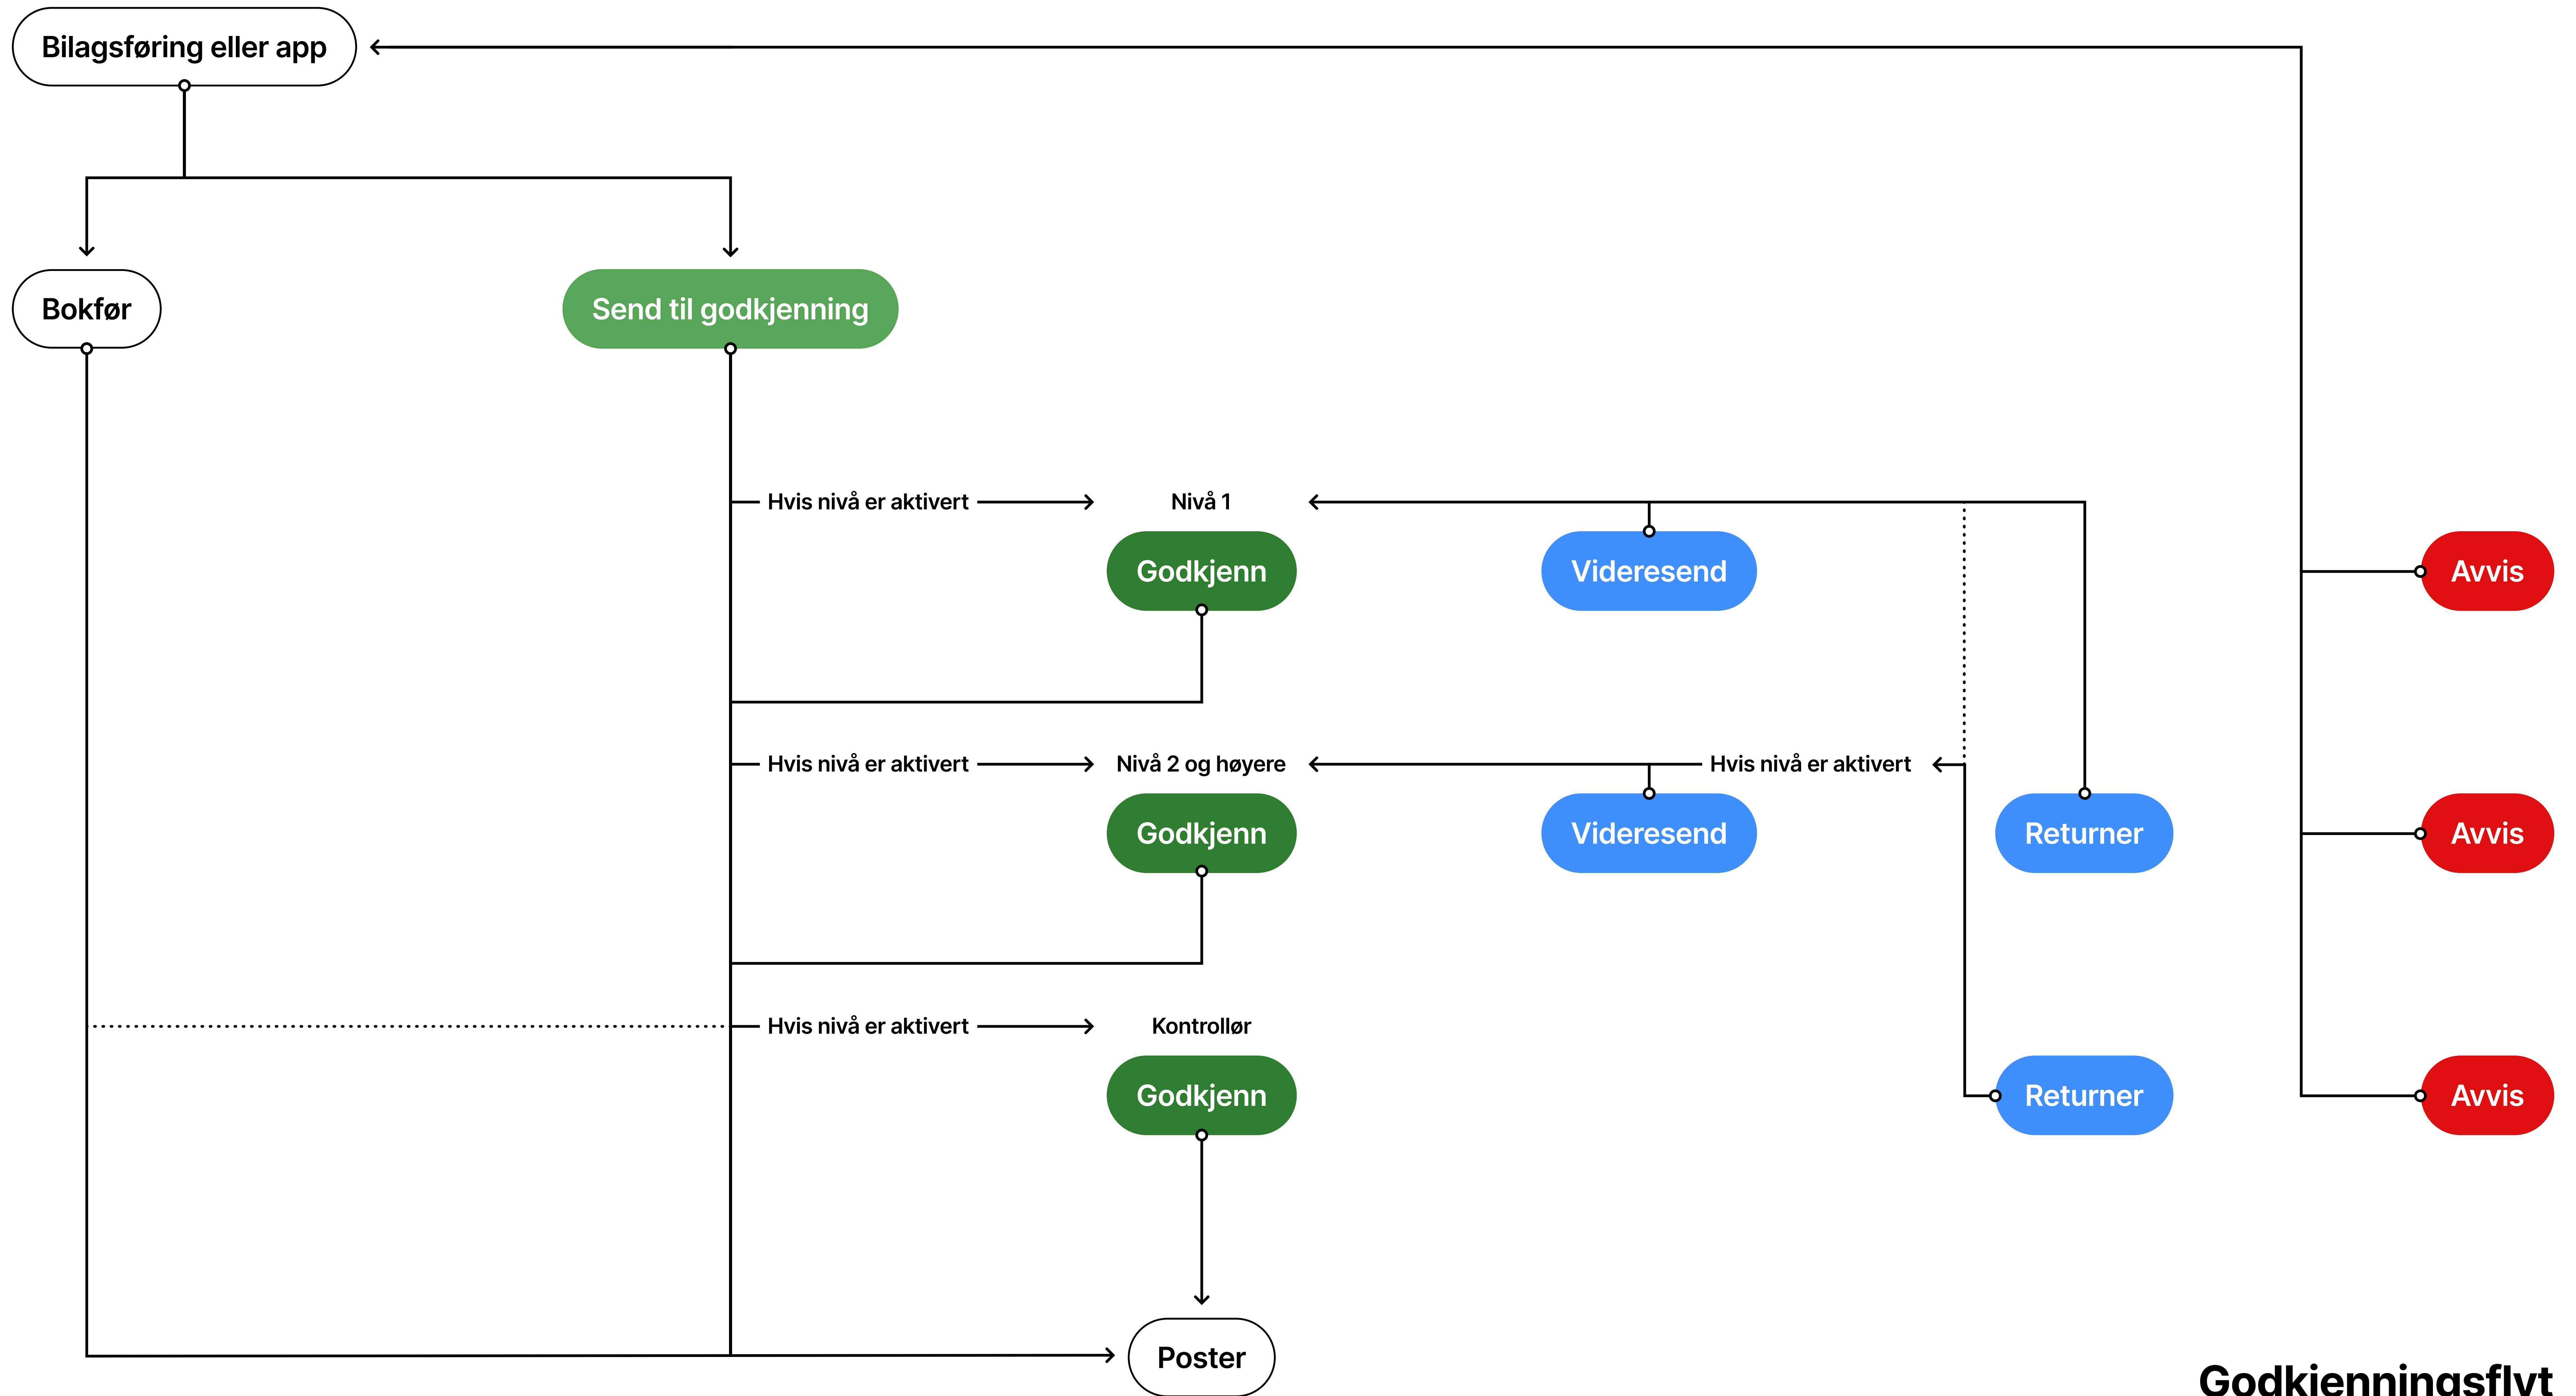 Bilagsføring eller app
Bokfør
Send til godkjenning
Hvis nivå er aktivert
Nivå 1
Godkjenn
Videresend
Avvis
Hvis nivå er aktivert
Nivå 2 og høyere
Hvis nivå er aktivert
Godkjenn
Videresend
Returner
Avvis
Hvis nivå er aktivert
Kontrollør
Godkjenn
Returner
Avvis
Poster
Godkjenningsflyt